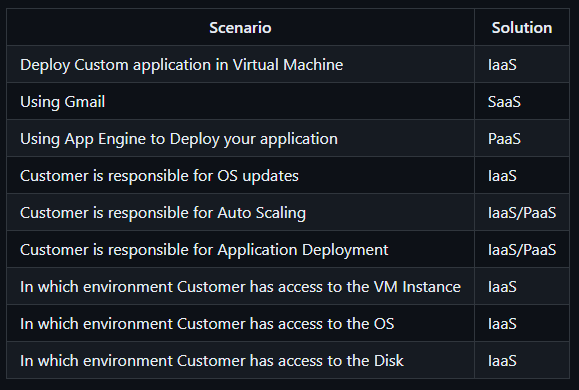 Scenario Solution
Deploy Custom application in Virtual Machine IaaS
Using Gmail SaaS
Using App Engine to Deploy your application PaaS
Customer is responsible for OS updates IaaS
Customer is responsible for Auto Scaling IaaS/PaaS
Customer is responsible for Application Deployment IaaS/PaaS
In which environment Customer has access to the VM Instance IaaS
In which environment Customer has access to the OS IaaS
In which environment Customer has access to the Disk IaaS